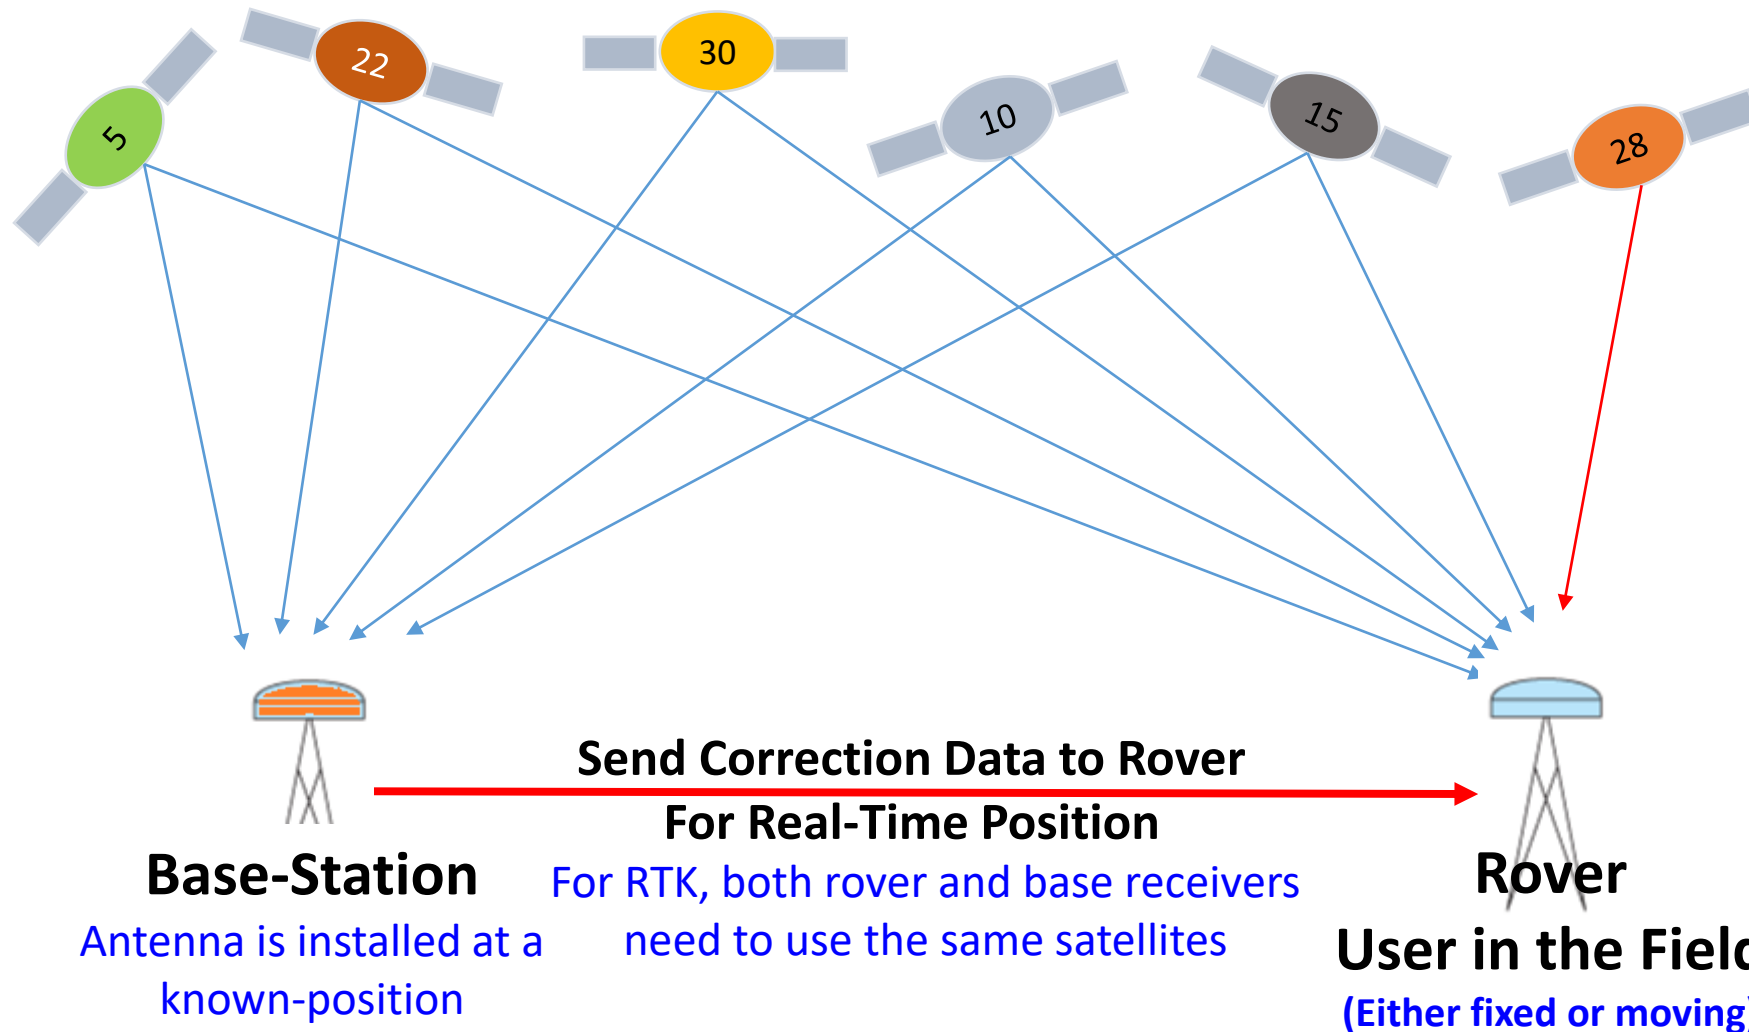 5
22
30
10
15
28
Send Correction Data to Rover
For Real-Time Position
For RTK, both rover and base receivers
need to use the same satellites
Base-Station
Antenna is installed at a
known-position
Rover
User in the Field
(Either fixed or moving)